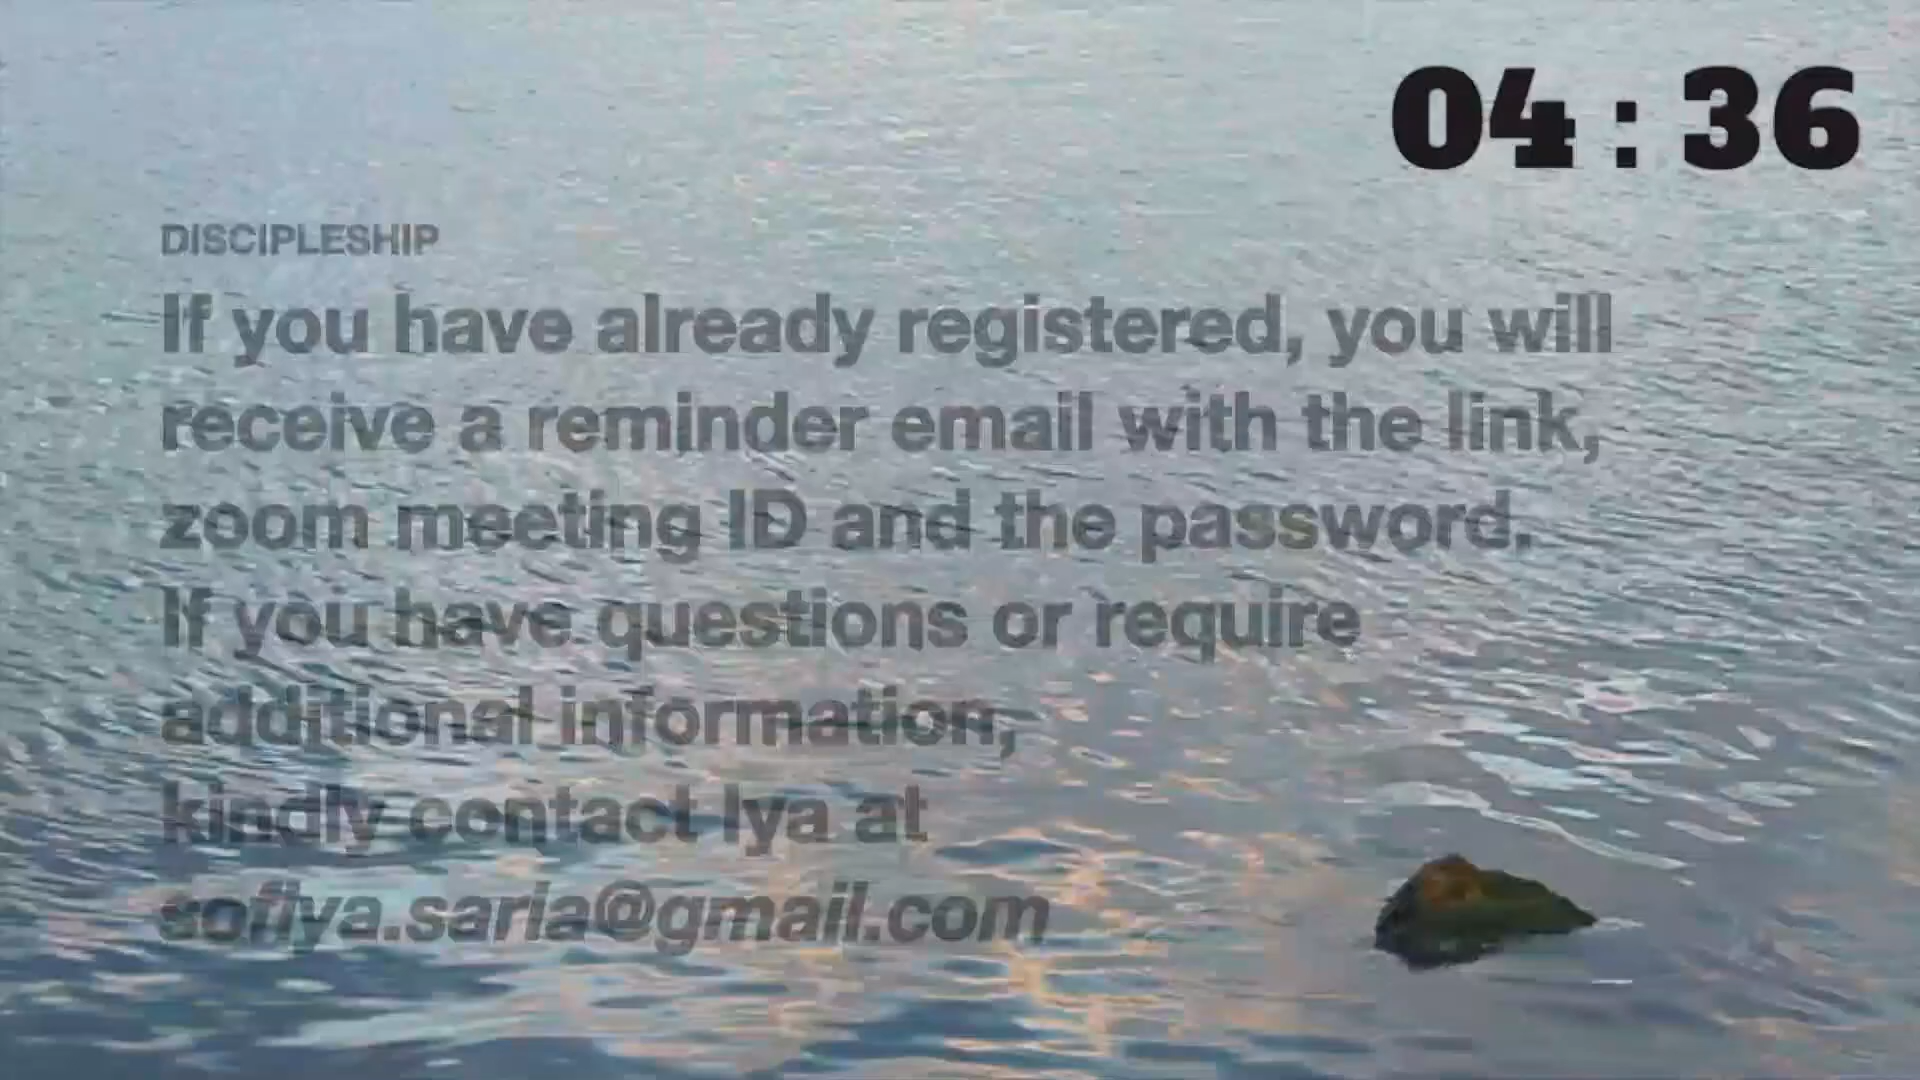 04 : 36
DISCIPLESHIP
If you have already registered, you will
receive a reminder email with the link,
zoom meeting ID and the password.
If you have questions or require
additional information,
kindly contact Iya at
sofiya.saria@gmail.com